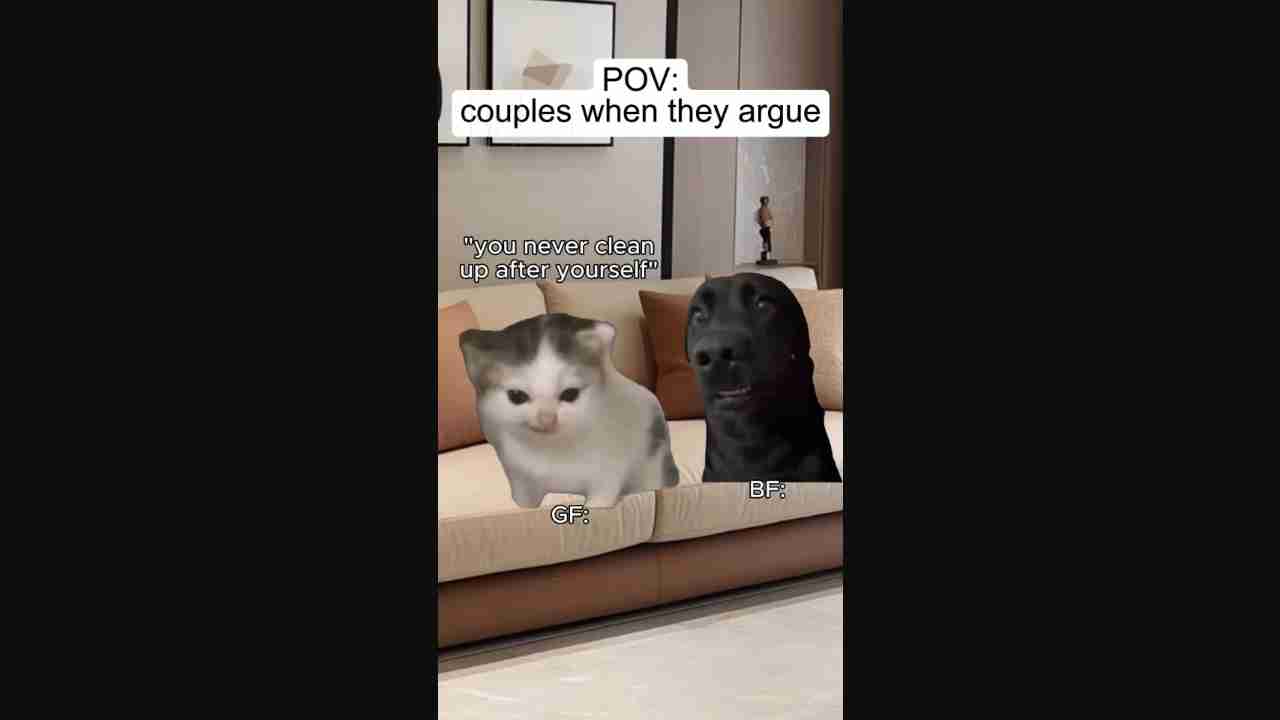 POV:
couples when they argue
"you never clean
up after yourself"
BF:
GF: